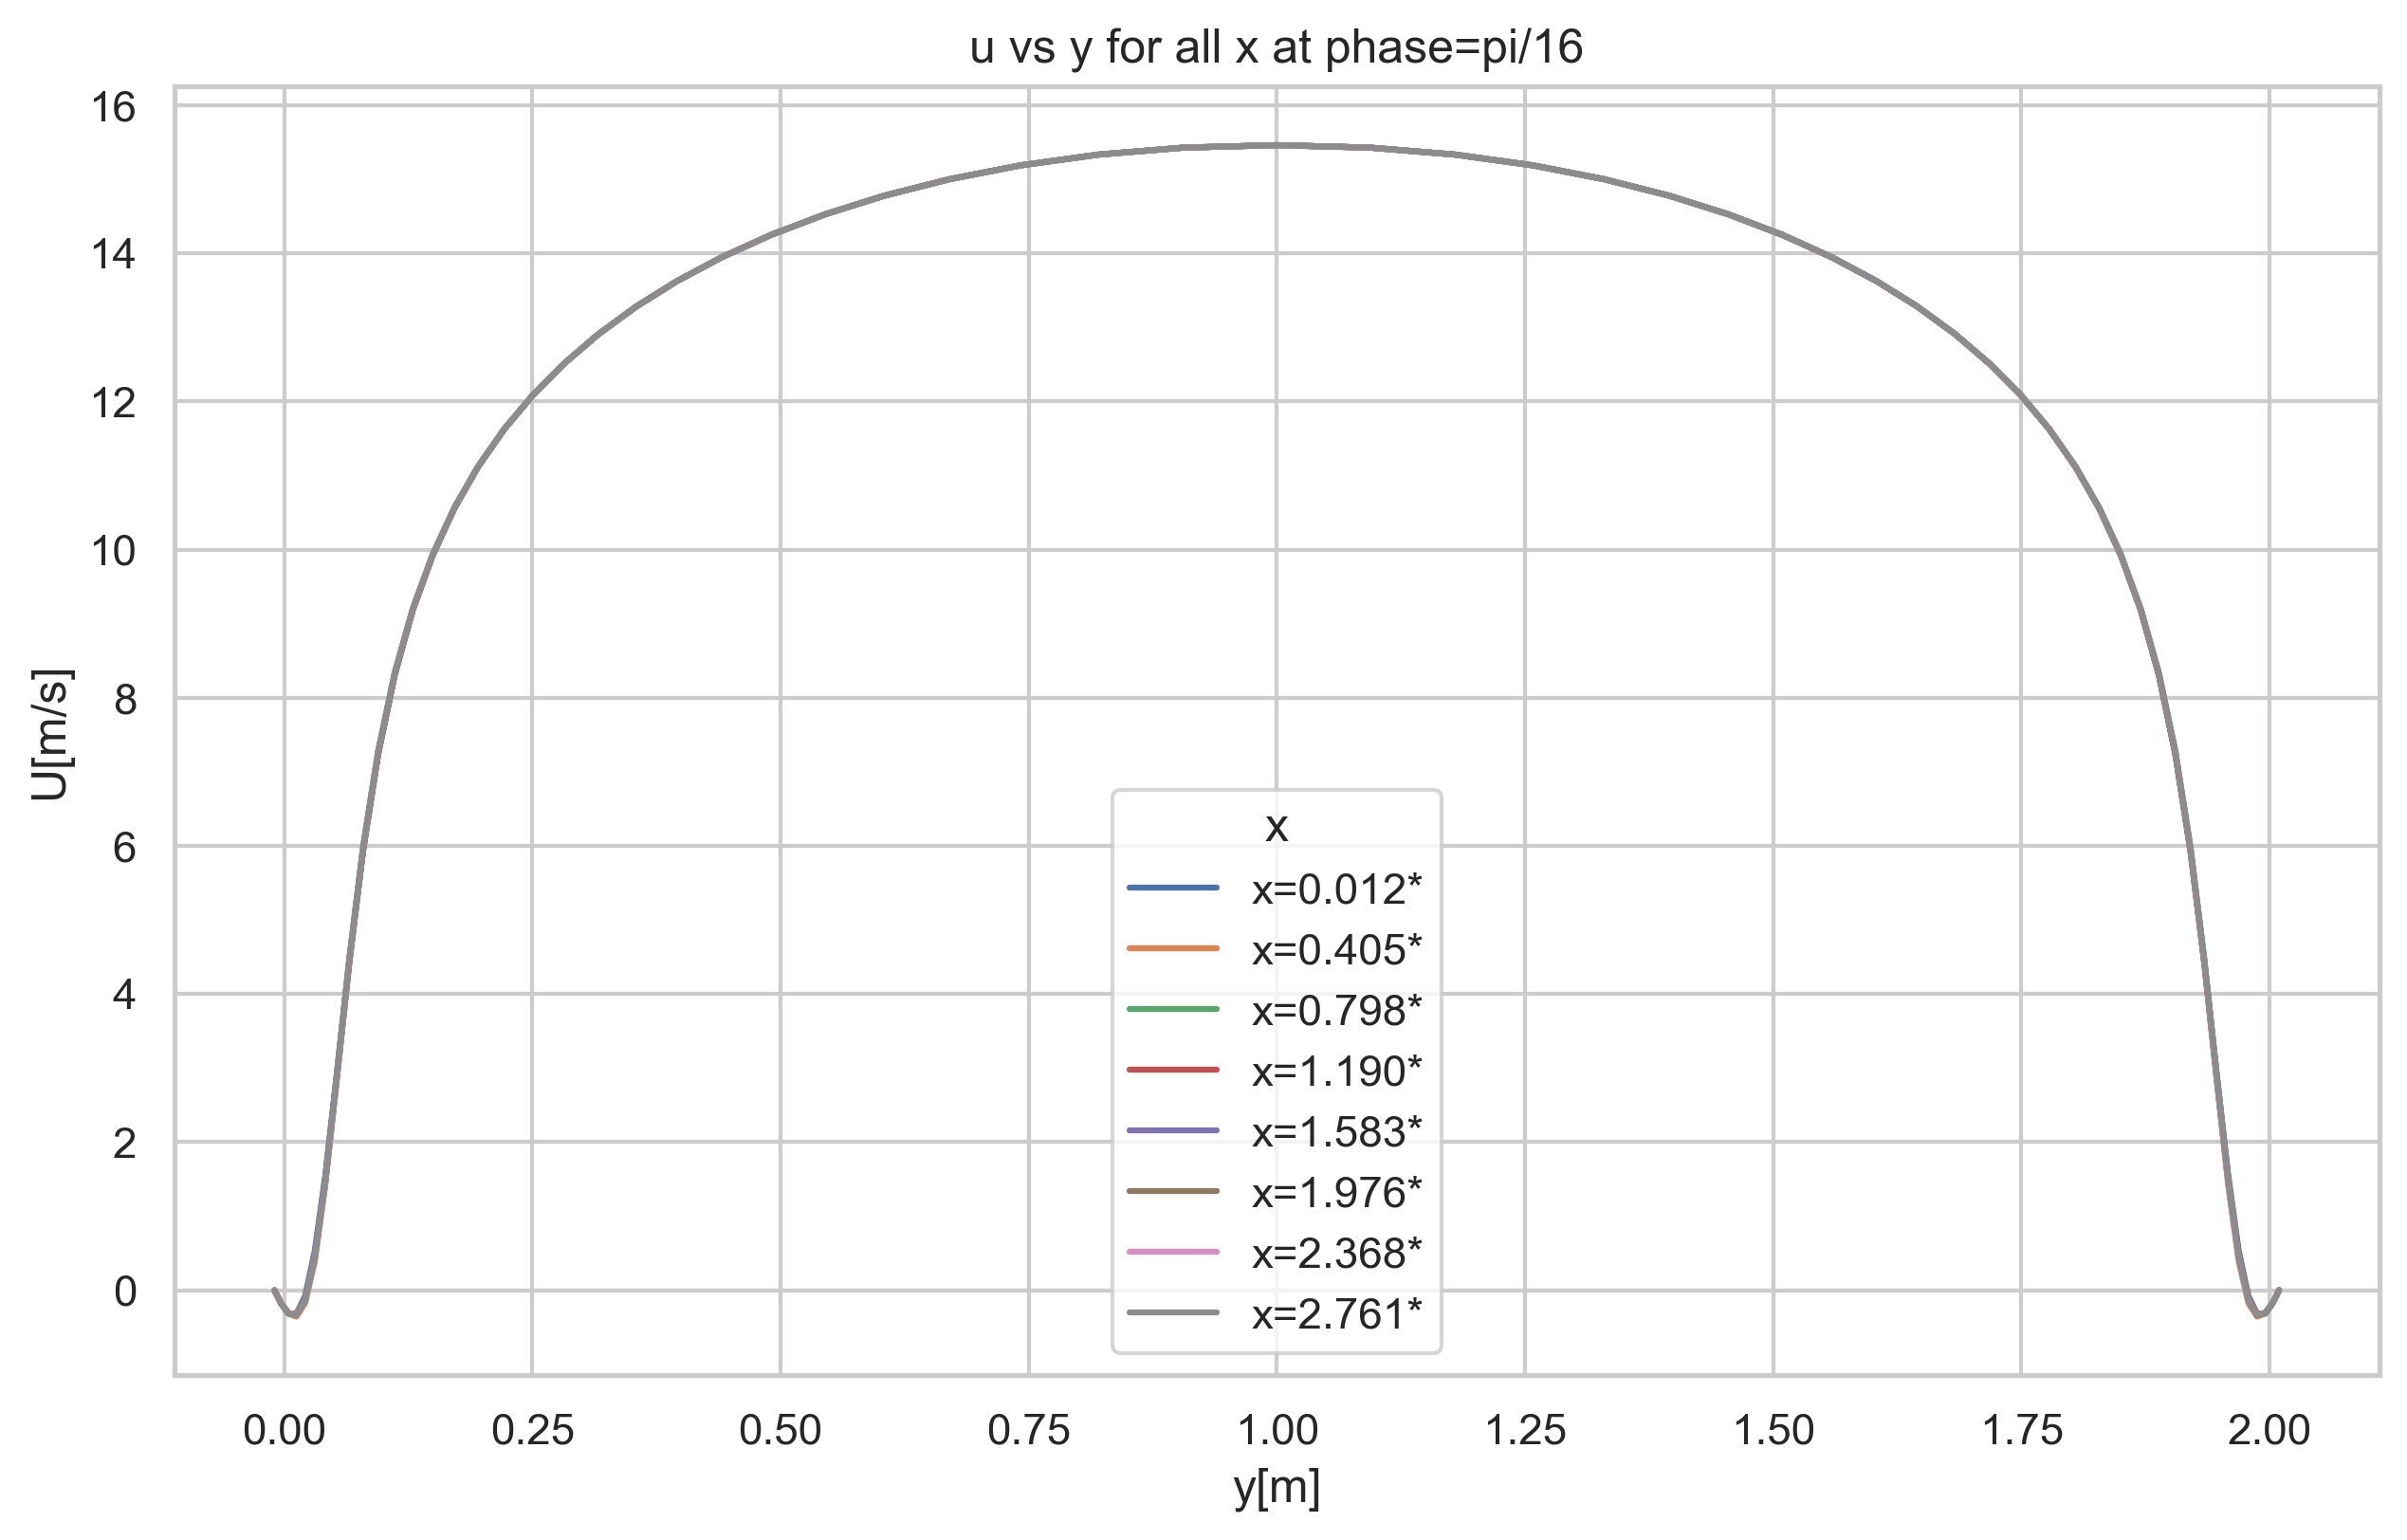 u vs y for all x at phase=pi/16
16
14
12
10
8
6
4
2
0
U[m/s]
x
x=0.012*
x=0.405*
x=0.798*
x=1.190*
x=1.583*
x=1.976*
x=2.368*
x=2.761*
0.00 0.25 0.50 0.75 1.00 1.25 1.50 1.75 2.00
y[m]